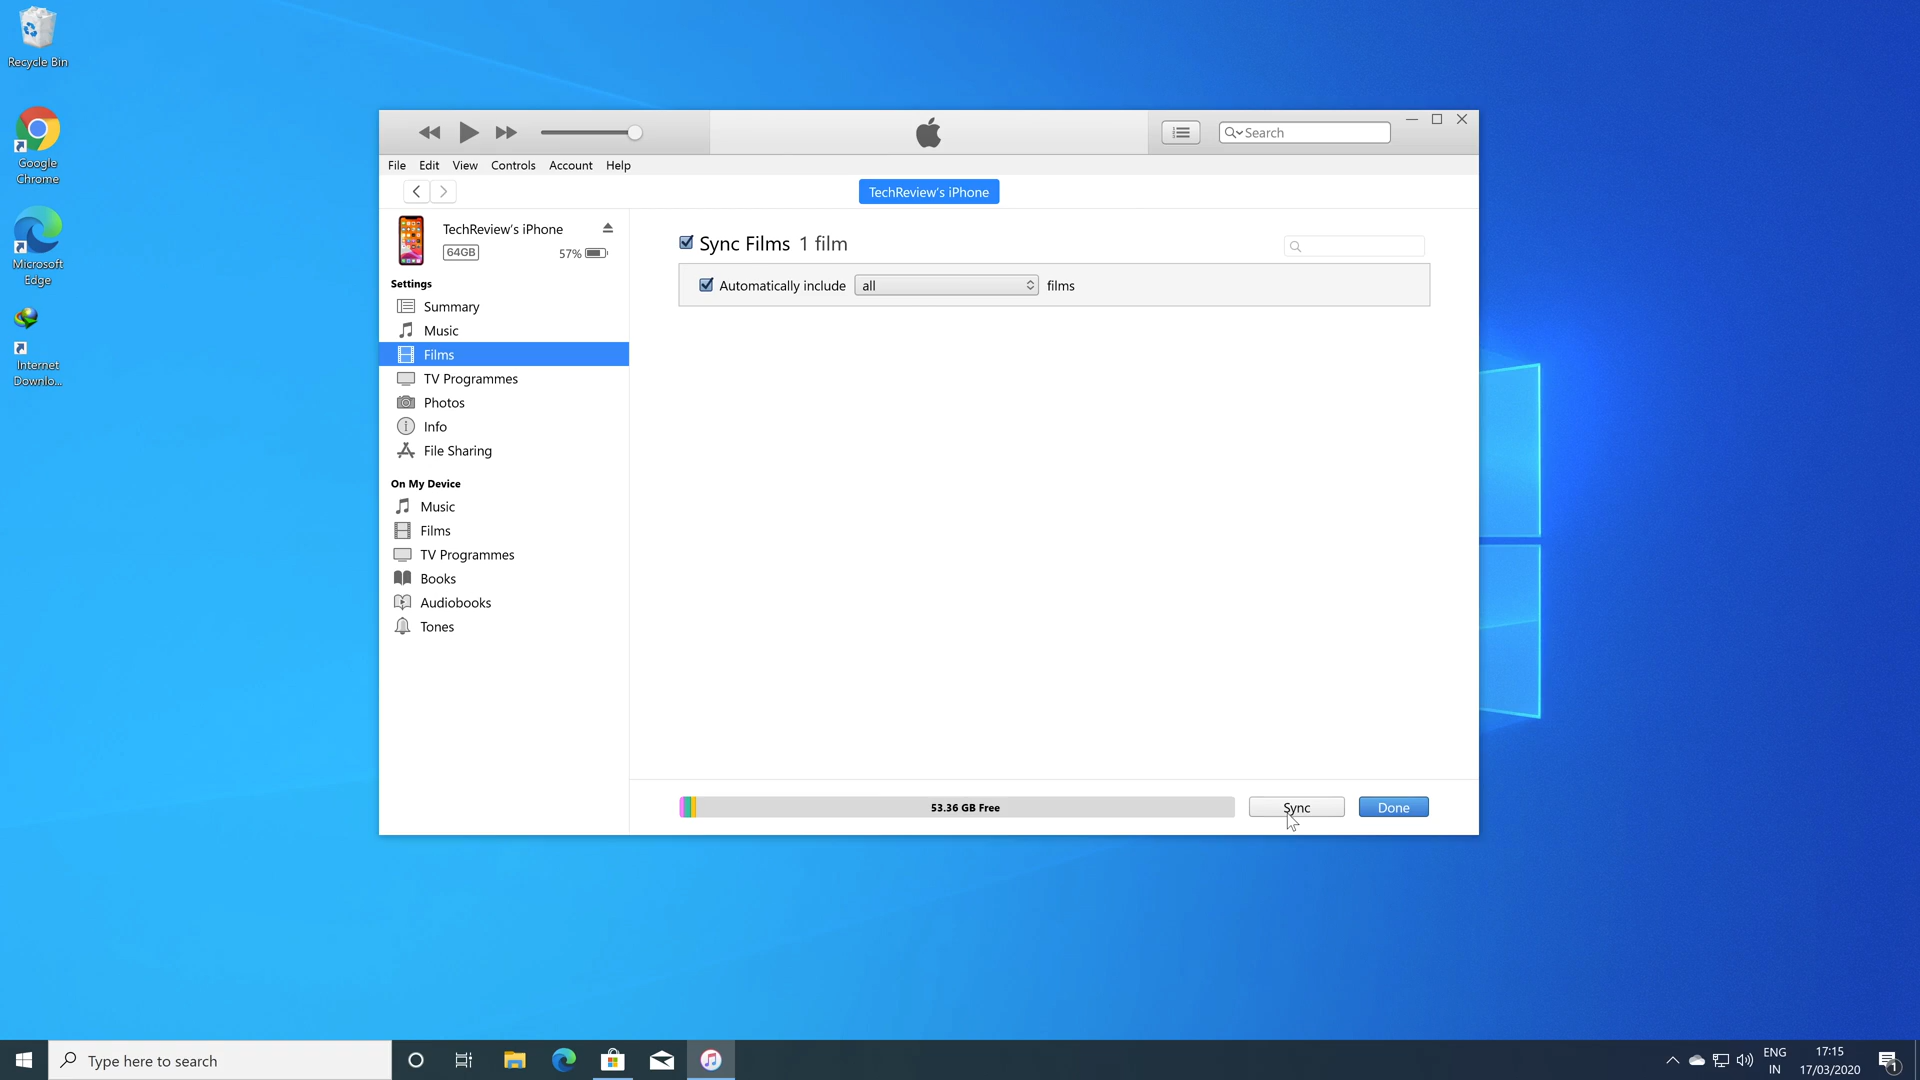 Recycle Bin
Google
Chrome
Microsoft
Edge
Internet
Downlo...
Search
File Edit View Controls Account Help
TechReview's iPhone
TechReview's iPhone
64GB 57%
Settings
Summary
Music
Films
TV Programmes
Photos
Info
File Sharing
On My Device
Music
Films
TV Programmes
Books
Audiobooks
Tones
Sync Films 1 film
Automatically include all films
53.36 GB Free
Sync
Done
Type here to search
ENG
IN
17:15
17/03/2020
1